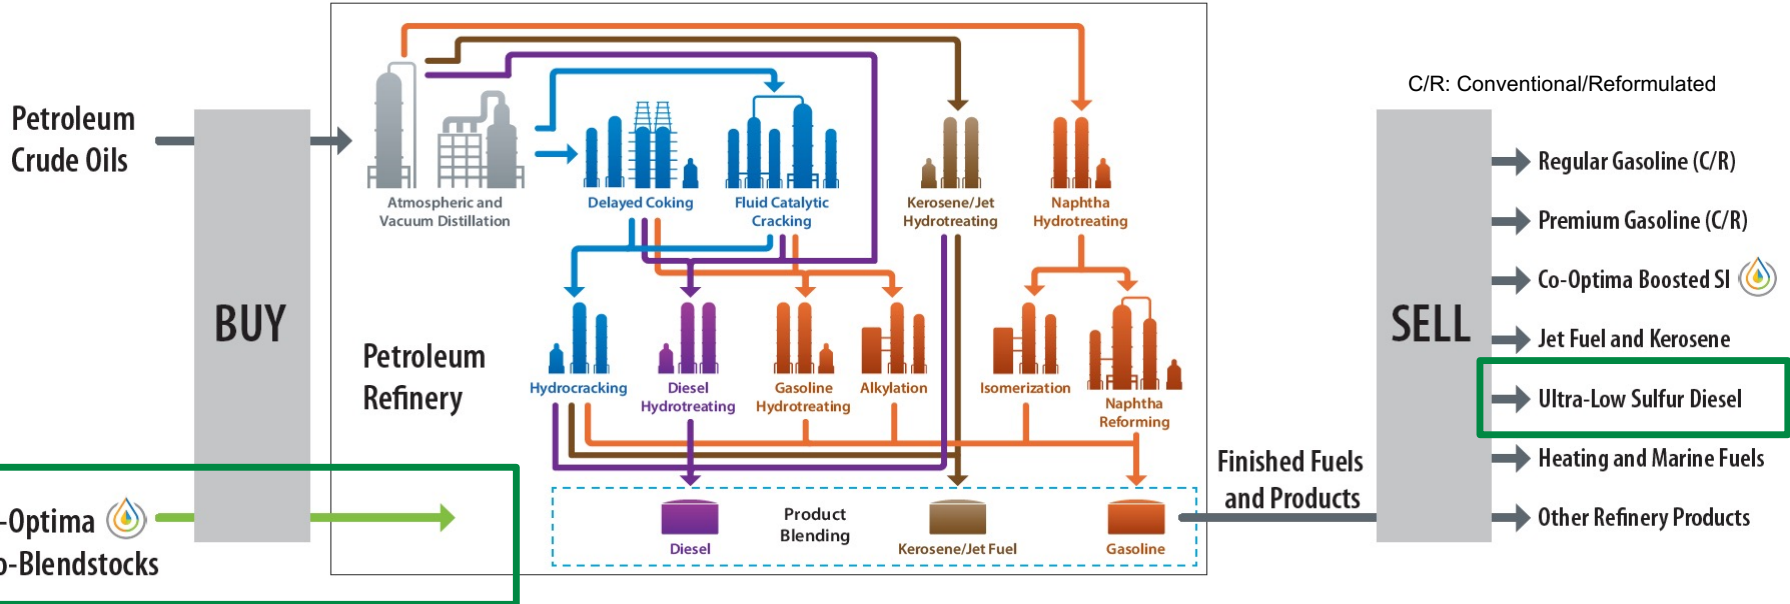 C/R: Conventional/Reformulated
Petroleum
Crude Oils
BUY
Atmospheric and
Vacuum Distillation
Delayed Coking
Fluid Catalytic
Cracking
Kerosene/Jet
Hydrotreating
Naphtha
Hydrotreating
Petroleum
Refinery
Hydrocracking
Diesel
Hydrotreating
Gasoline
Hydrotreating
Alkylation
Isomerization
Naphtha
Reforming
-Optima
o-Blendstocks
Product
Blending
Diesel
Kerosene/Jet Fuel
Gasoline
Finished Fuels
and Products
SELL
Regular Gasoline (C/R)
Premium Gasoline (C/R)
Co-Optima Boosted SI
Jet Fuel and Kerosene
Ultra-Low Sulfur Diesel
Heating and Marine Fuels
Other Refinery Products